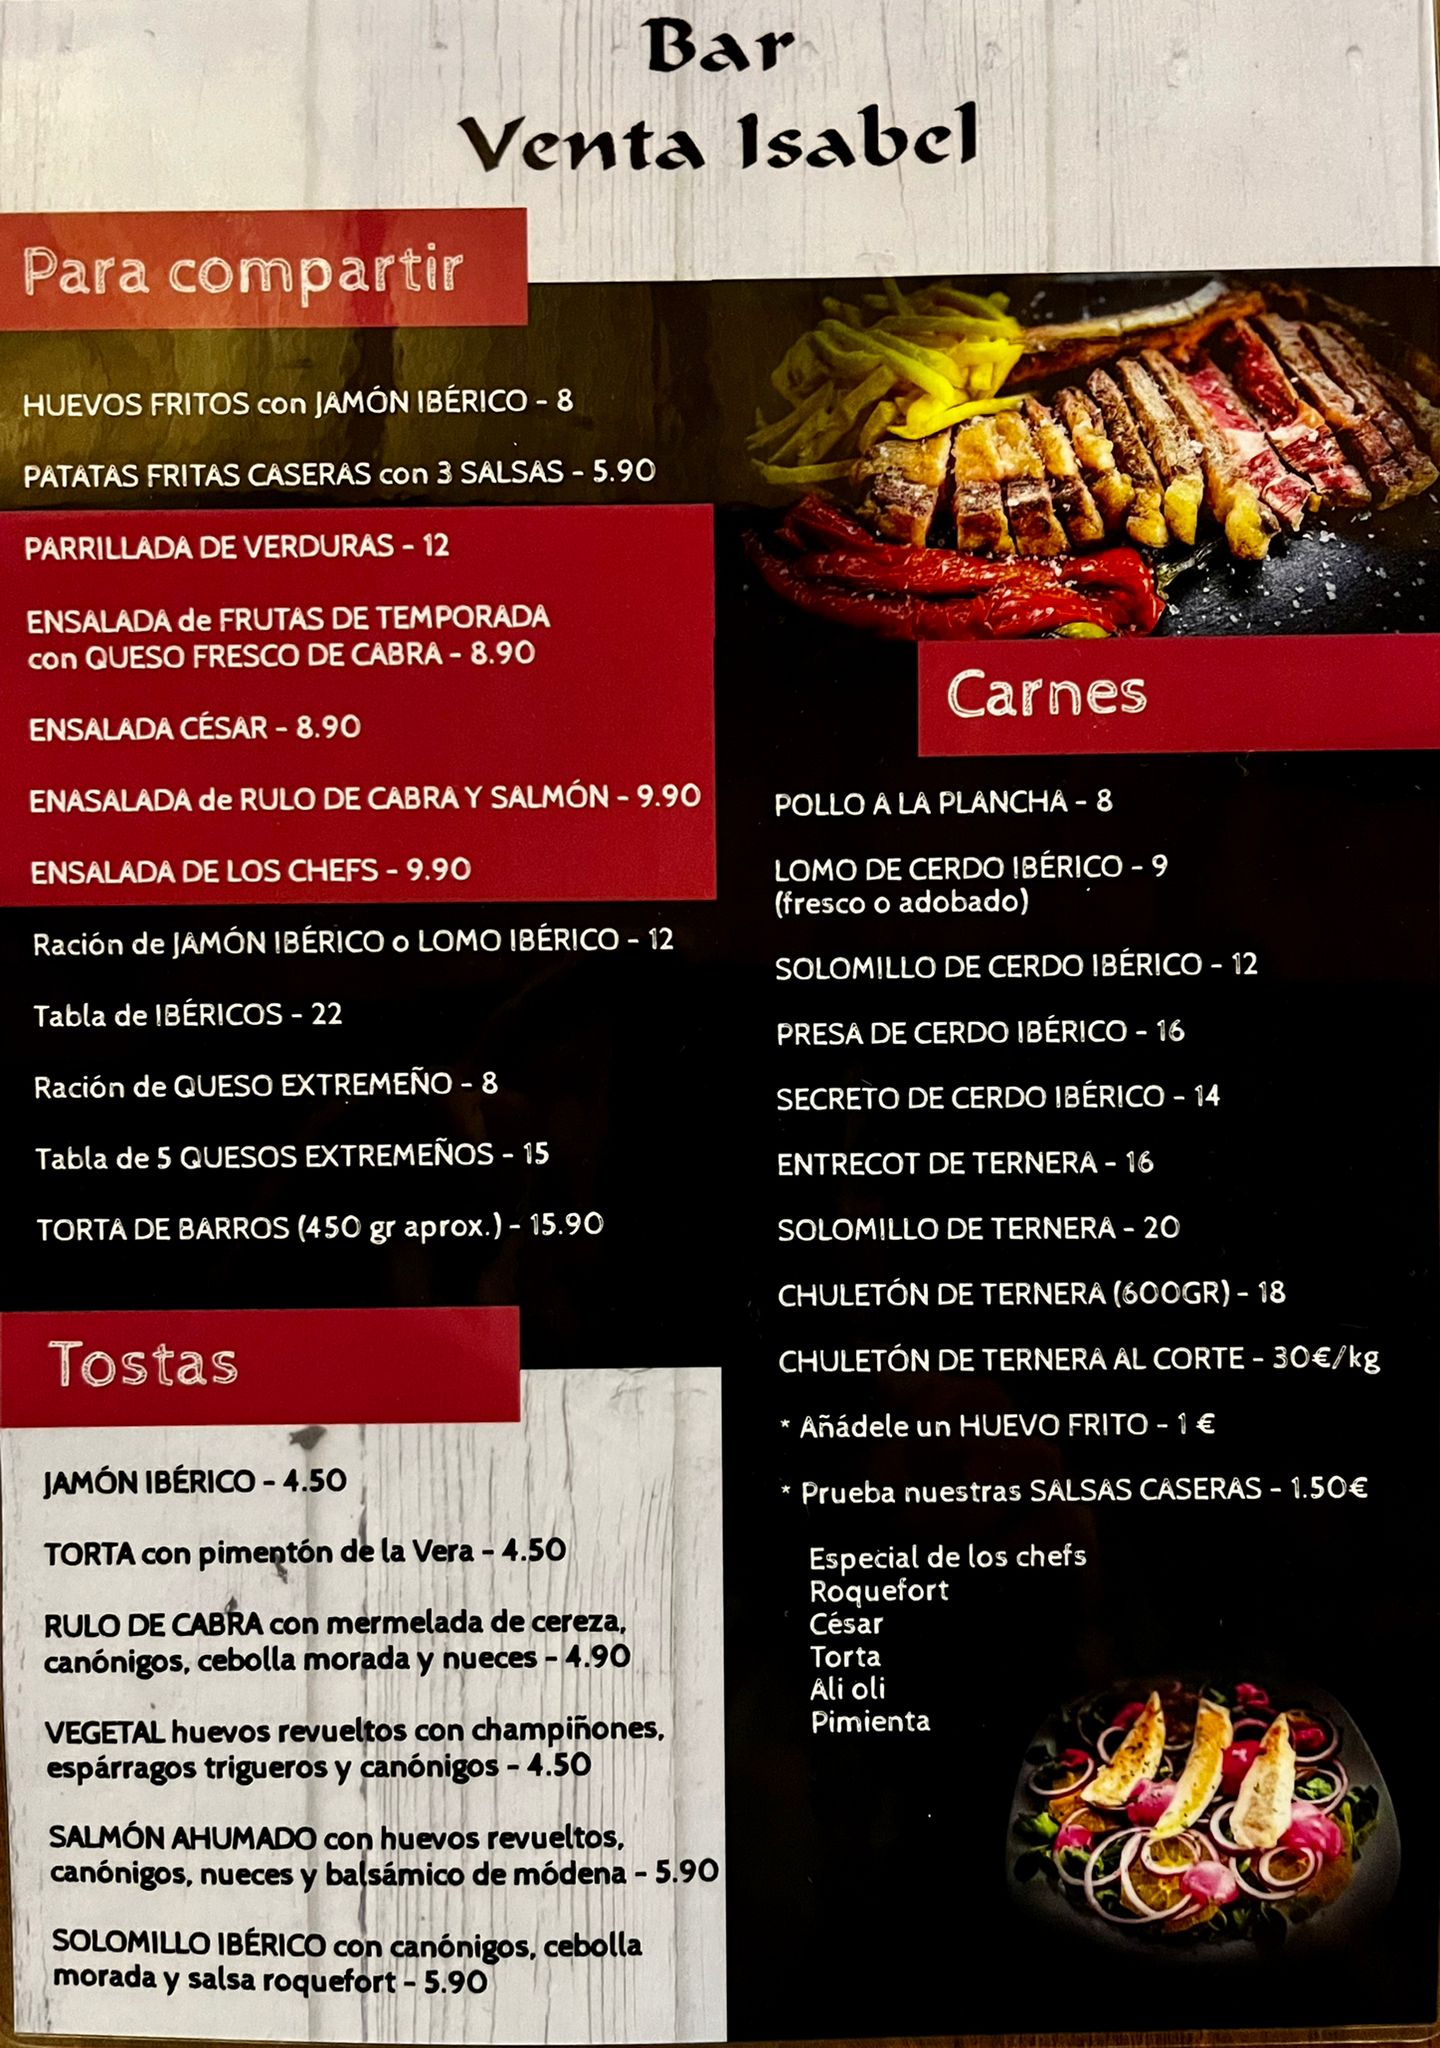 Bar
Venta Isabel
Para compartir
HUEVOS FRITOS con JAMÓN IBÉRICO - 8
PATATAS FRITAS CASERAS con 3 SALSAS - 5.90
PARRILLADA DE VERDURAS - 12
ENSALADA de FRUTAS DE TEMPORADA
con QUESO FRESCO DE CABRA - 8.90
ENSALADA CÉSAR - 8.90
ENASALADA de RULO DE CABRA Y SALMÓN - 9.90
ENSALADA DE LOS CHEFS - 9.90
Ración de JAMÓN IBÉRICO o LOMO IBÉRICO - 12
Tabla de IBÉRICOS - 22
Ración de QUESO EXTREMEÑO - 8
Tabla de 5 QUESOS EXTREMEÑOS - 15
TORTA DE BARROS (450 gr aprox.) - 15.90
Tostas
JAMÓN IBÉRICO - 4.50
TORTA con pimentón de la Vera - 4.50
RULO DE CABRA con mermelada de cereza,
canónigos, cebolla morada y nueces - 4.90
VEGETAL huevos revueltos con champiñones,
espárragos trigueros y canónigos - 4.50
SALMÓN AHUMADO con huevos revueltos,
canónigos, nueces y balsámico de módena - 5.90
SOLOMILLO IBÉRICO con canónigos, cebolla
morada y salsa roquefort - 5.90
Carnes
POLLO A LA PLANCHA - 8
LOMO DE CERDO IBÉRICO - 9
(fresco o adobado)
SOLOMILLO DE CERDO IBÉRICO - 12
PRESA DE CERDO IBÉRICO - 16
SECRETO DE CERDO IBÉRICO - 14
ENTRECOT DE TERNERA - 16
SOLOMILLO DE TERNERA - 20
CHULETÓN DE TERNERA (600GR) - 18
CHULETÓN DE TERNERA AL CORTE - 30€/kg
* Añádele un HUEVO FRITO - 1 €
* Prueba nuestras SALSAS CASERAS - 1.50€
Especial de los chefs
Roquefort
César
Torta
Ali oli
Pimienta